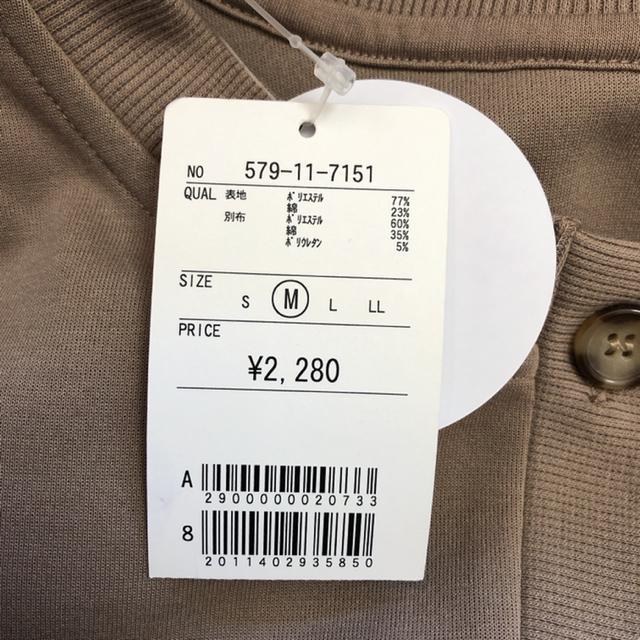 NO 579-11-7151
QUAL 表地 ポリエステル 77%
綿 23%
別布 ポリエステル 60%
綿 35%
ポリウレタン 5%
SIZE
S M L LL
PRICE
¥2,280
A
2900000020733
8
2011402935850